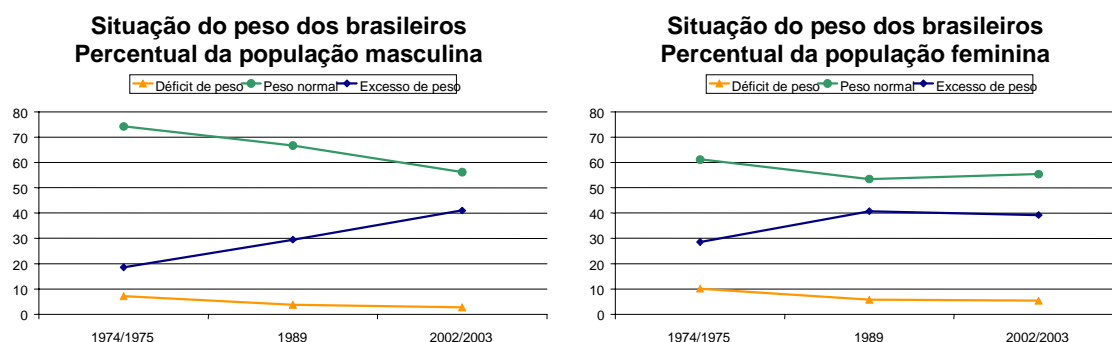 Situação do peso dos brasileiros
Percentual da população masculina
Déficit de peso Peso normal Excesso de peso
80
70
60
50
40
30
20
10
0
1974/1975 1989 2002/2003
Situação do peso dos brasileiros
Percentual da população feminina
Déficit de peso Peso normal Excesso de peso
80
70
60
50
40
30
20
10
0
1974/1975 1989 2002/2003